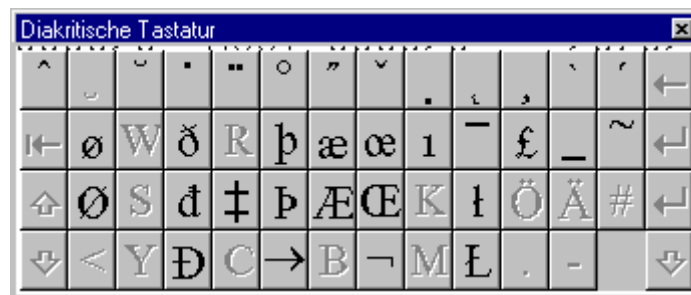 Diakritische Tastatur
ˆ ˘ ˙ ¨ ° ˝ ˇ . ˛ ¸ ` ´ ←
⇤ ø W ð R þ æ œ ı ¯ £ _ ~ ↵
⇧ Ø S đ ‡ Þ Æ Œ K ł Ö Ä # ↵
⇩ < Y Đ C → B ¬ M Ł . - ⇩